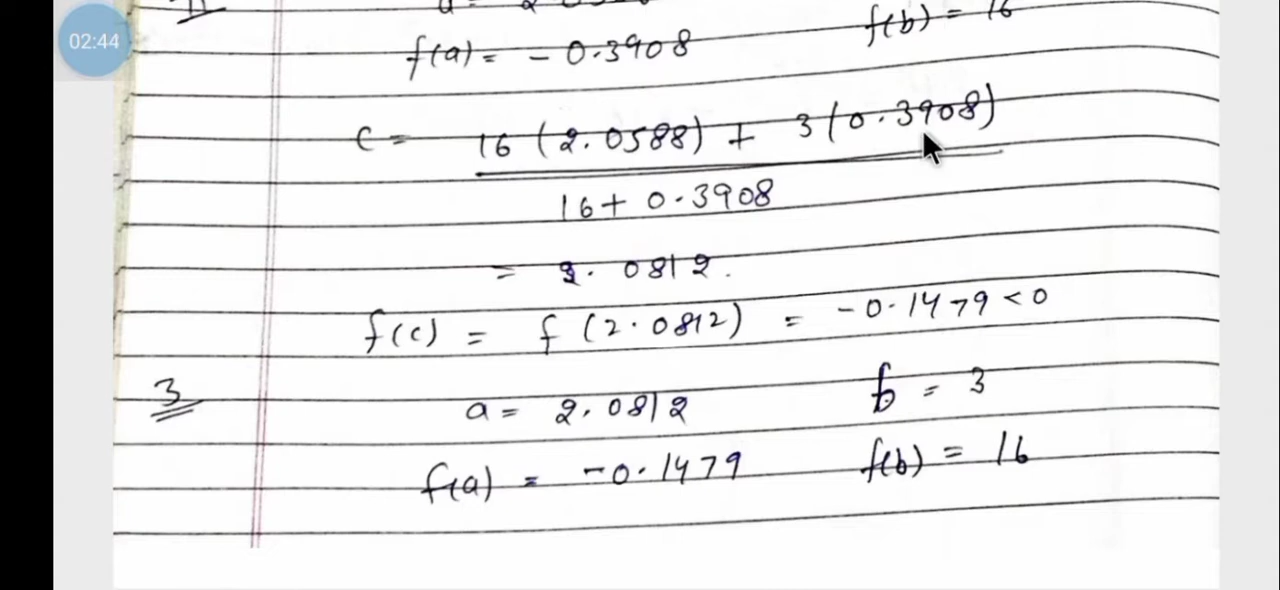 02:44
f(a) = - 0.3908 f(b) = 16
c = 16 (2.0588) + 3(0.3908)
16 + 0.3908
= 2.0812.
f(c) = f (2.0812) = -0.1479 < 0
3 a = 2.0812 b = 3
f(a) = -0.1479 f(b) = 16